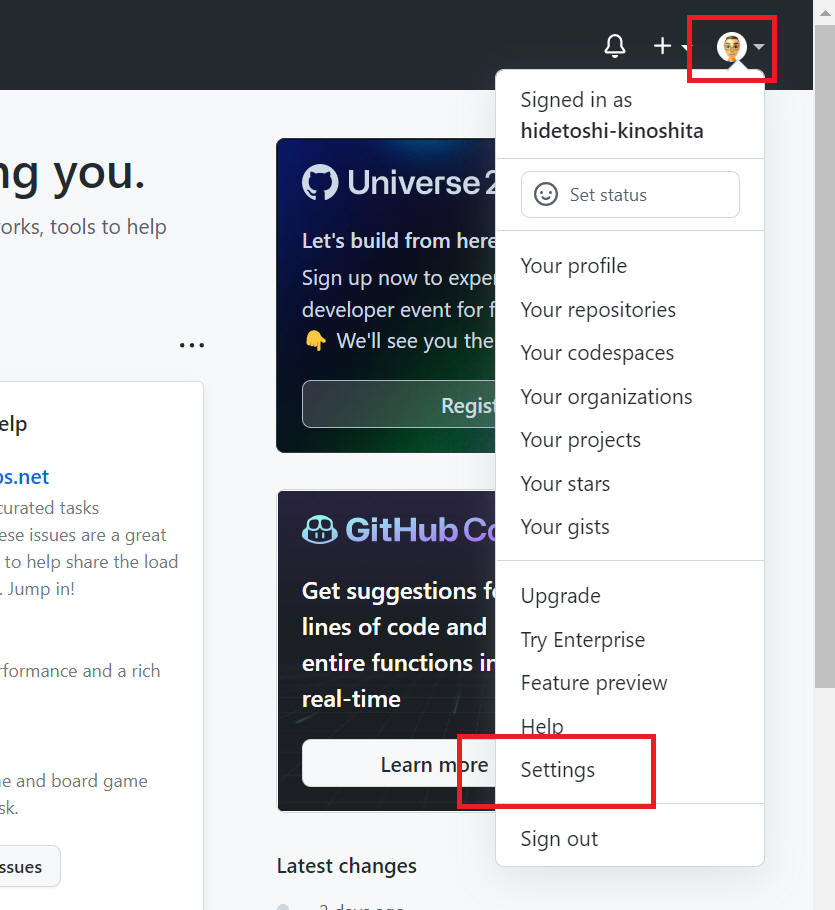 ng you.
orks, tools to help
elp
os.net
curated tasks
ese issues are a great
to help share the load
. Jump in!
rformance and a rich
e and board game
sk.
ssues
Universe 2
Let's build from here
Sign up now to exper
developer event for f
We'll see you the
Regist
GitHub Co
Get suggestions fo
lines of code and
entire functions in
real-time
Learn more
Latest changes
2 days ago
Signed in as
hidetoshi-kinoshita
Set status
Your profile
Your repositories
Your codespaces
Your organizations
Your projects
Your stars
Your gists
Upgrade
Try Enterprise
Feature preview
Help
Settings
Sign out